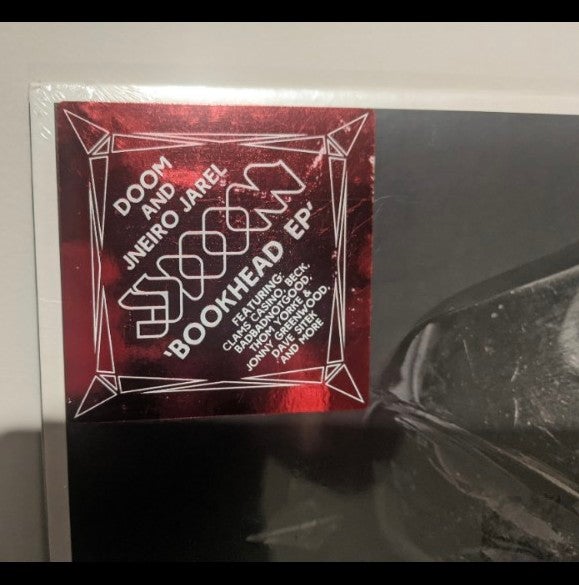 DOOM
AND
JNEIRO JAREL
'BOOKHEAD EP'
FEATURING:
CLAMS CASINO, BECK,
BADBADNOTGOOD,
THOM YORKE &
JONNY GREENWOOD,
DAVE SITEK
AND MORE